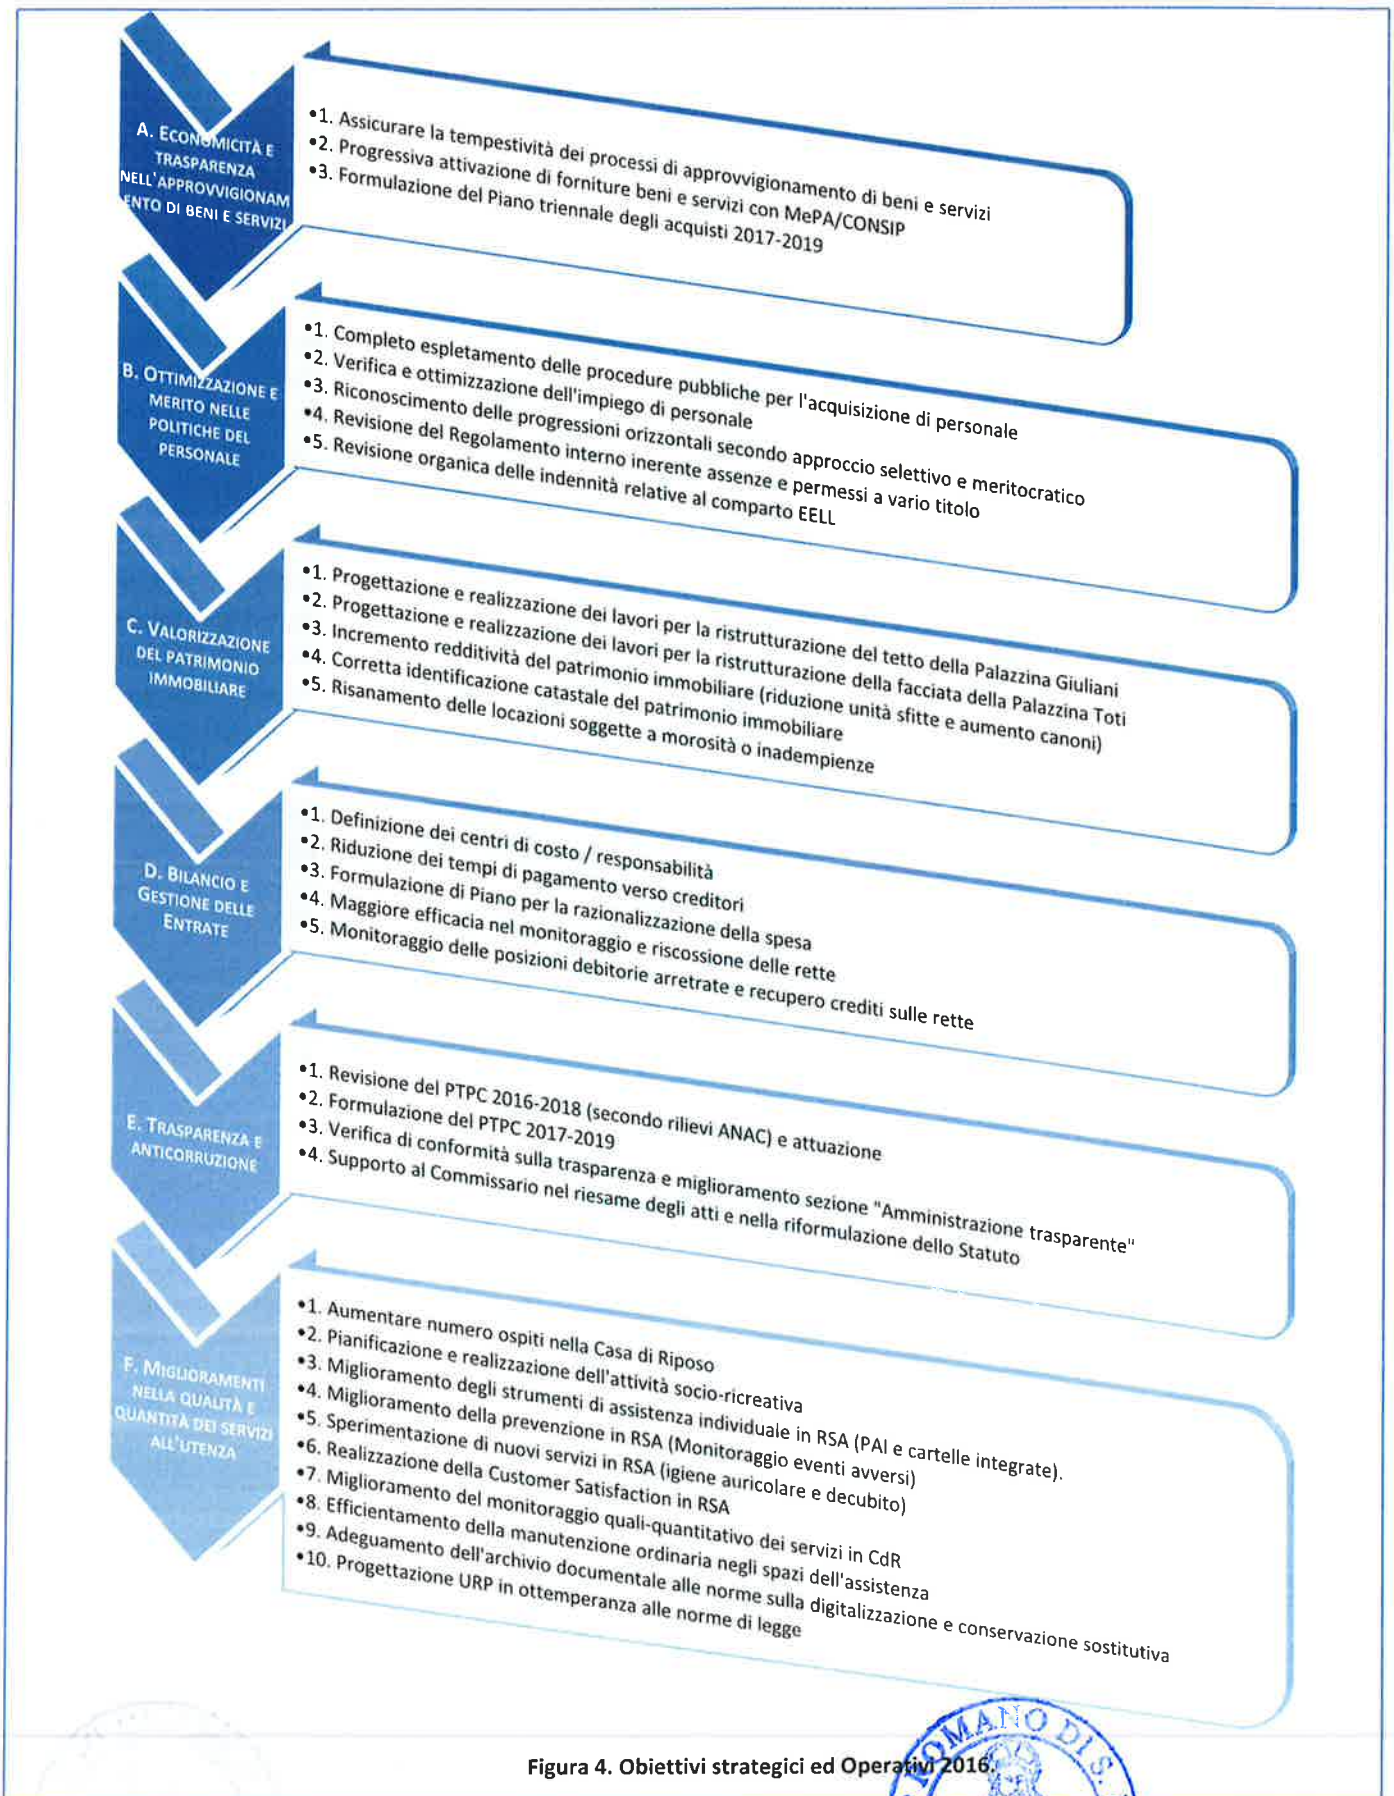 A. ECONOMICITÀ E
TRASPARENZA
NELL'APPROVVIGIONAM
ENTO DI BENI E SERVIZI
•1. Assicurare la tempestività dei processi di approvvigionamento di beni e servizi
•2. Progressiva attivazione di forniture beni e servizi con MePA/CONSIP
•3. Formulazione del Piano triennale degli acquisti 2017-2019
B. OTTIMIZZAZIONE E
MERITO NELLE
POLITICHE DEL
PERSONALE
•1. Completo espletamento delle procedure pubbliche per l'acquisizione di personale
•2. Verifica e ottimizzazione dell'impiego di personale
•3. Riconoscimento delle progressioni orizzontali secondo approccio selettivo e meritocratico
•4. Revisione del Regolamento interno inerente assenze e permessi a vario titolo
•5. Revisione organica delle indennità relative al comparto EELL
C. VALORIZZAZIONE
DEL PATRIMONIO
IMMOBILIARE
•1. Progettazione e realizzazione dei lavori per la ristrutturazione del tetto della Palazzina Giuliani
•2. Progettazione e realizzazione dei lavori per la ristrutturazione della facciata della Palazzina Toti
•3. Incremento redditività del patrimonio immobiliare (riduzione unità sfitte e aumento canoni)
•4. Corretta identificazione catastale del patrimonio immobiliare
•5. Risanamento delle locazioni soggette a morosità o inadempienze
D. BILANCIO E
GESTIONE DELLE
ENTRATE
•1. Definizione dei centri di costo / responsabilità
•2. Riduzione dei tempi di pagamento verso creditori
•3. Formulazione di Piano per la razionalizzazione della spesa
•4. Maggiore efficacia nel monitoraggio e riscossione delle rette
•5. Monitoraggio delle posizioni debitorie arretrate e recupero crediti sulle rette
E. TRASPARENZA E
ANTICORRUZIONE
•1. Revisione del PTPC 2016-2018 (secondo rilievi ANAC) e attuazione
•2. Formulazione del PTPC 2017-2019
•3. Verifica di conformità sulla trasparenza e miglioramento sezione "Amministrazione trasparente"
•4. Supporto al Commissario nel riesame degli atti e nella riformulazione dello Statuto
F. MIGLIORAMENTI
NELLA QUALITÀ E
QUANTITÀ DEI SERVIZI
ALL'UTENZA
•1. Aumentare numero ospiti nella Casa di Riposo
•2. Pianificazione e realizzazione dell'attività socio-ricreativa
•3. Miglioramento degli strumenti di assistenza individuale in RSA (PAI e cartelle integrate).
•4. Miglioramento della prevenzione in RSA (Monitoraggio eventi avversi)
•5. Sperimentazione di nuovi servizi in RSA (igiene auricolare e decubito)
•6. Realizzazione della Customer Satisfaction in RSA
•7. Miglioramento del monitoraggio quali-quantitativo dei servizi in CdR
•8. Efficientamento della manutenzione ordinaria negli spazi dell'assistenza
•9. Adeguamento dell'archivio documentale alle norme sulla digitalizzazione e conservazione sostitutiva
•10. Progettazione URP in ottemperanza alle norme di legge
Figura 4. Obiettivi strategici ed Operativi 2016.
ROMANO DI S.